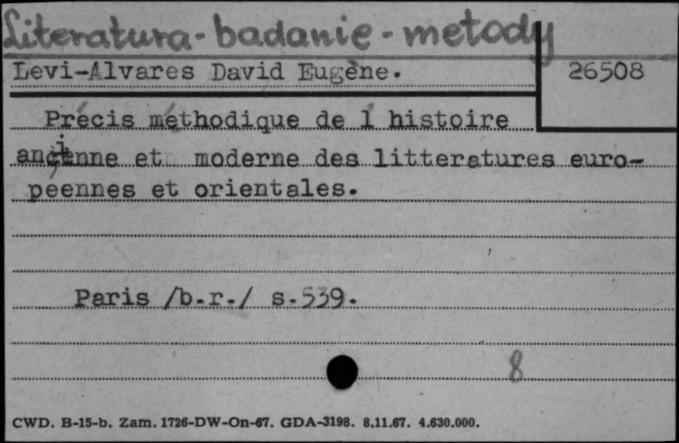 Literatura - badanie - metody
Levi-Alvares David Eugène. 26508
Précis méthodique de l histoire
ancienne et moderne des litteratures euro-
péennes et orientales.
Paris /b.r./ s.539.
8
CWD. B-15-b. Zam. 1726-DW-On-67. GDA-3198. 8.11.67. 4.630.000.